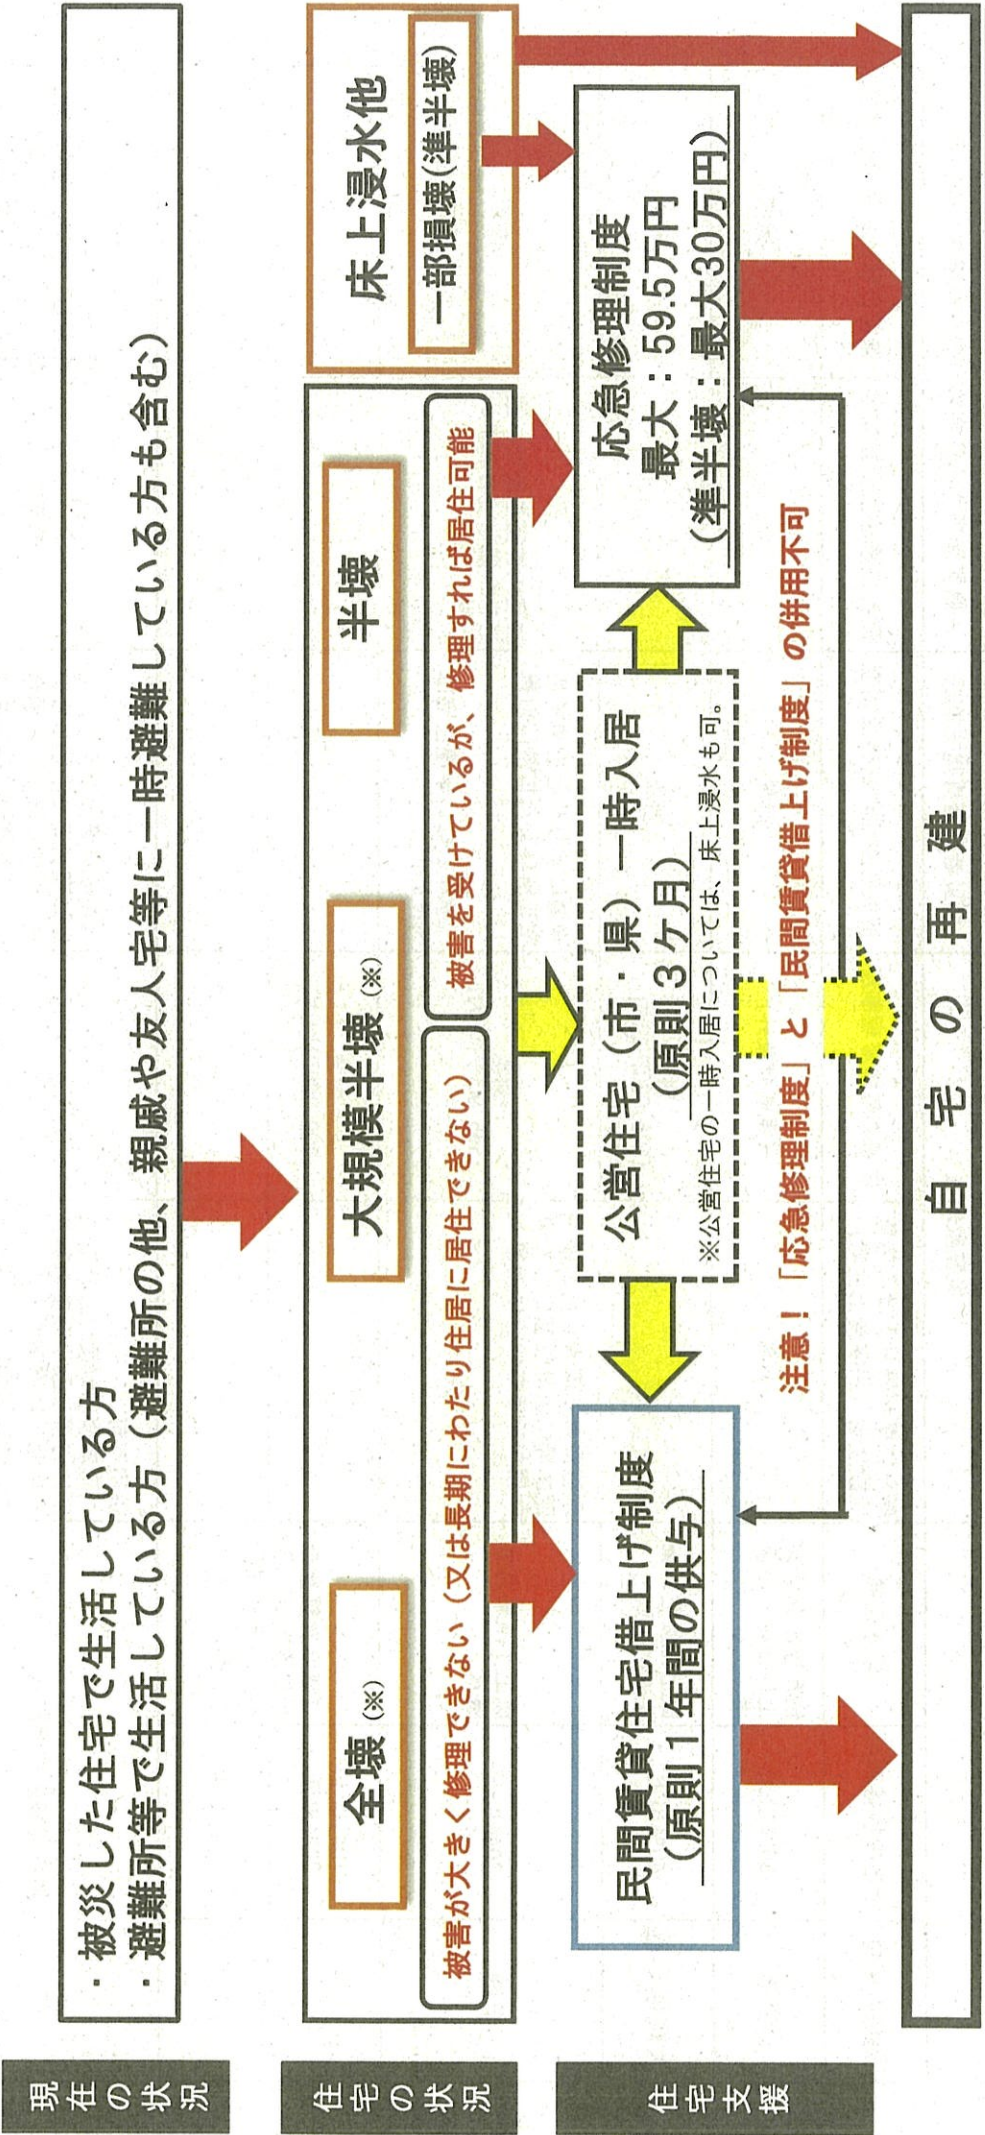 現在の状況
・被災した住宅で生活している方
・避難所等で生活している方（避難所の他、親戚や友人宅等に一時避難している方も含む）
住宅の状況
全壊(※)
大規模半壊(※)
半壊
被害が大きく修理できない（又は長期にわたり住居に居住できない）
被害を受けているが、修理すれば居住可能
床上浸水他
一部損壊(準半壊)
住宅支援
民間賃貸住宅借上げ制度
（原則１年間の供与）
公営住宅（市・県）一時入居
（原則３ケ月）
※公営住宅の一時入居については、床上浸水も可。
応急修理制度
最大：59.5万円
（準半壊：最大30万円）
注意！「応急修理制度」と「民間賃貸借上げ制度」の併用不可
自宅の再建